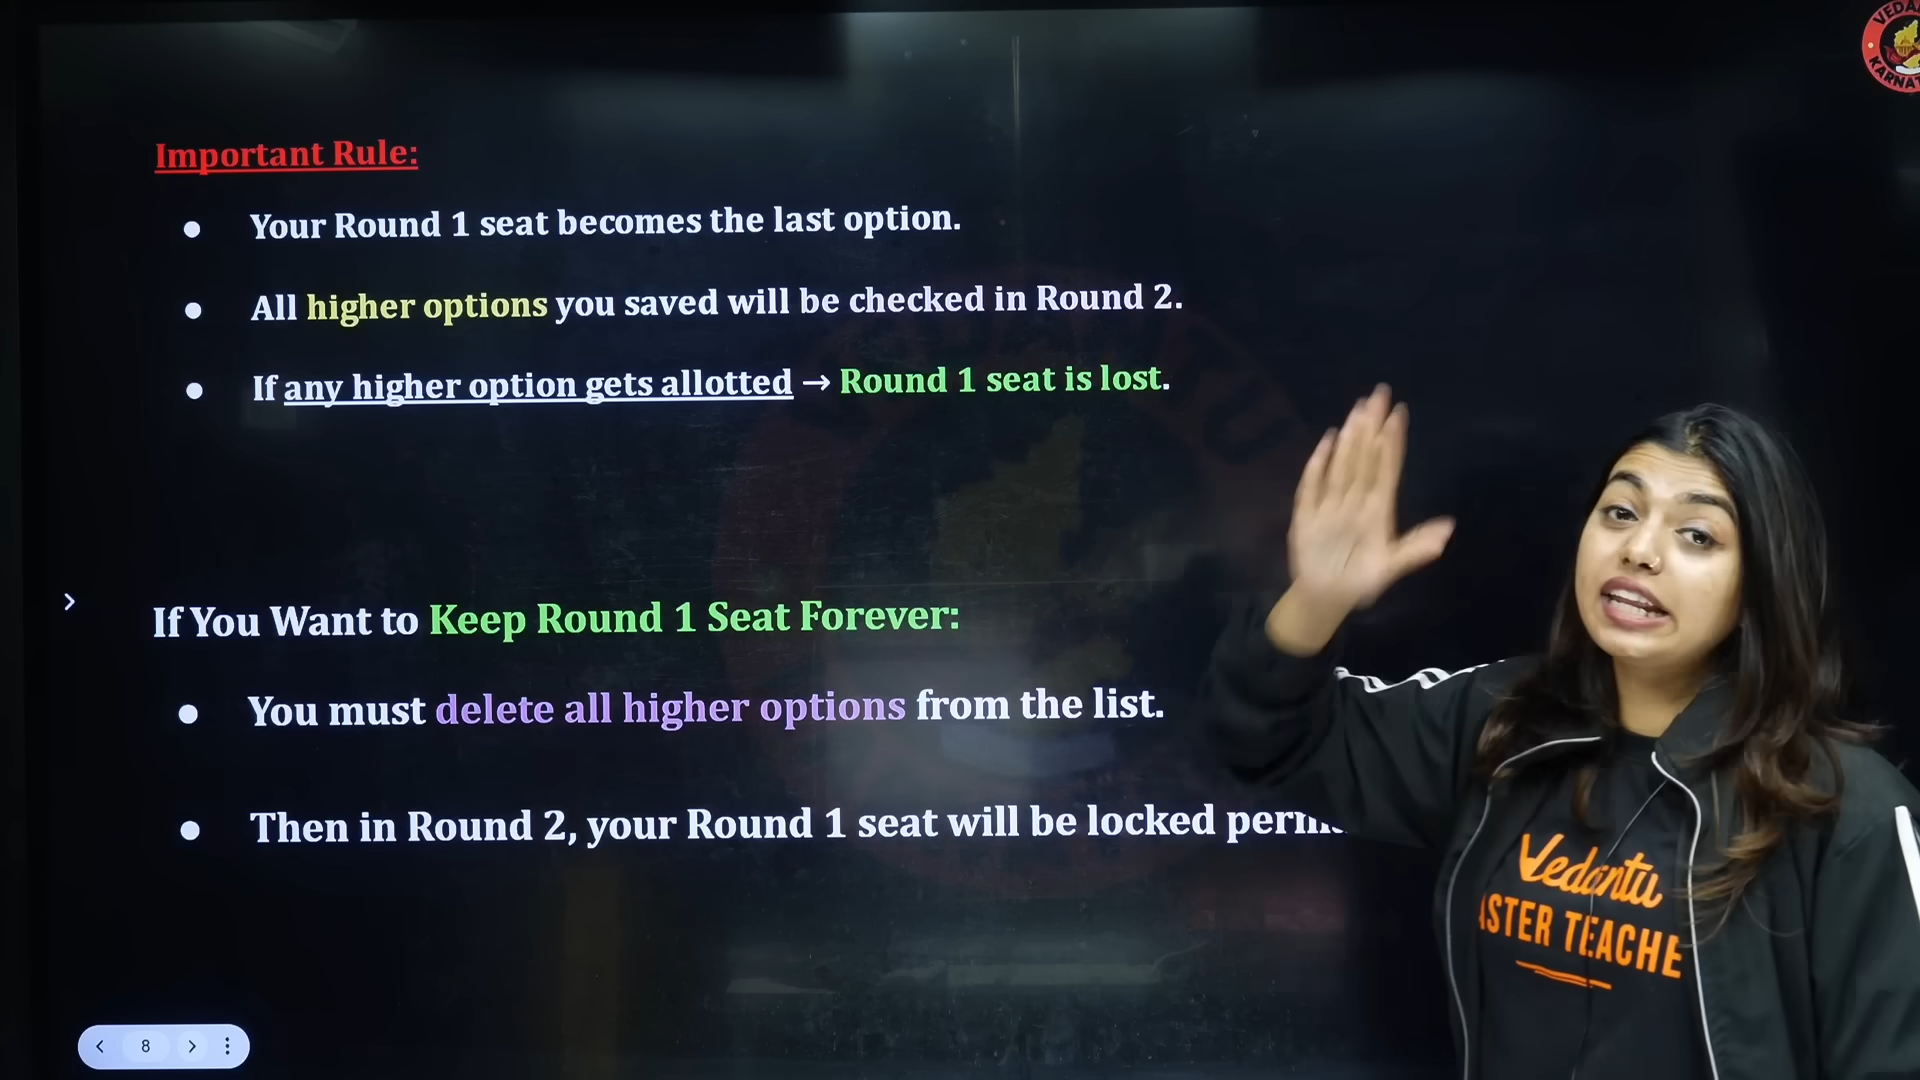 Important Rule:
● Your Round 1 seat becomes the last option.
● All higher options you saved will be checked in Round 2.
● If any higher option gets allotted → Round 1 seat is lost.
If You Want to Keep Round 1 Seat Forever:
● You must delete all higher options from the list.
● Then in Round 2, your Round 1 seat will be locked
8
Vedantu